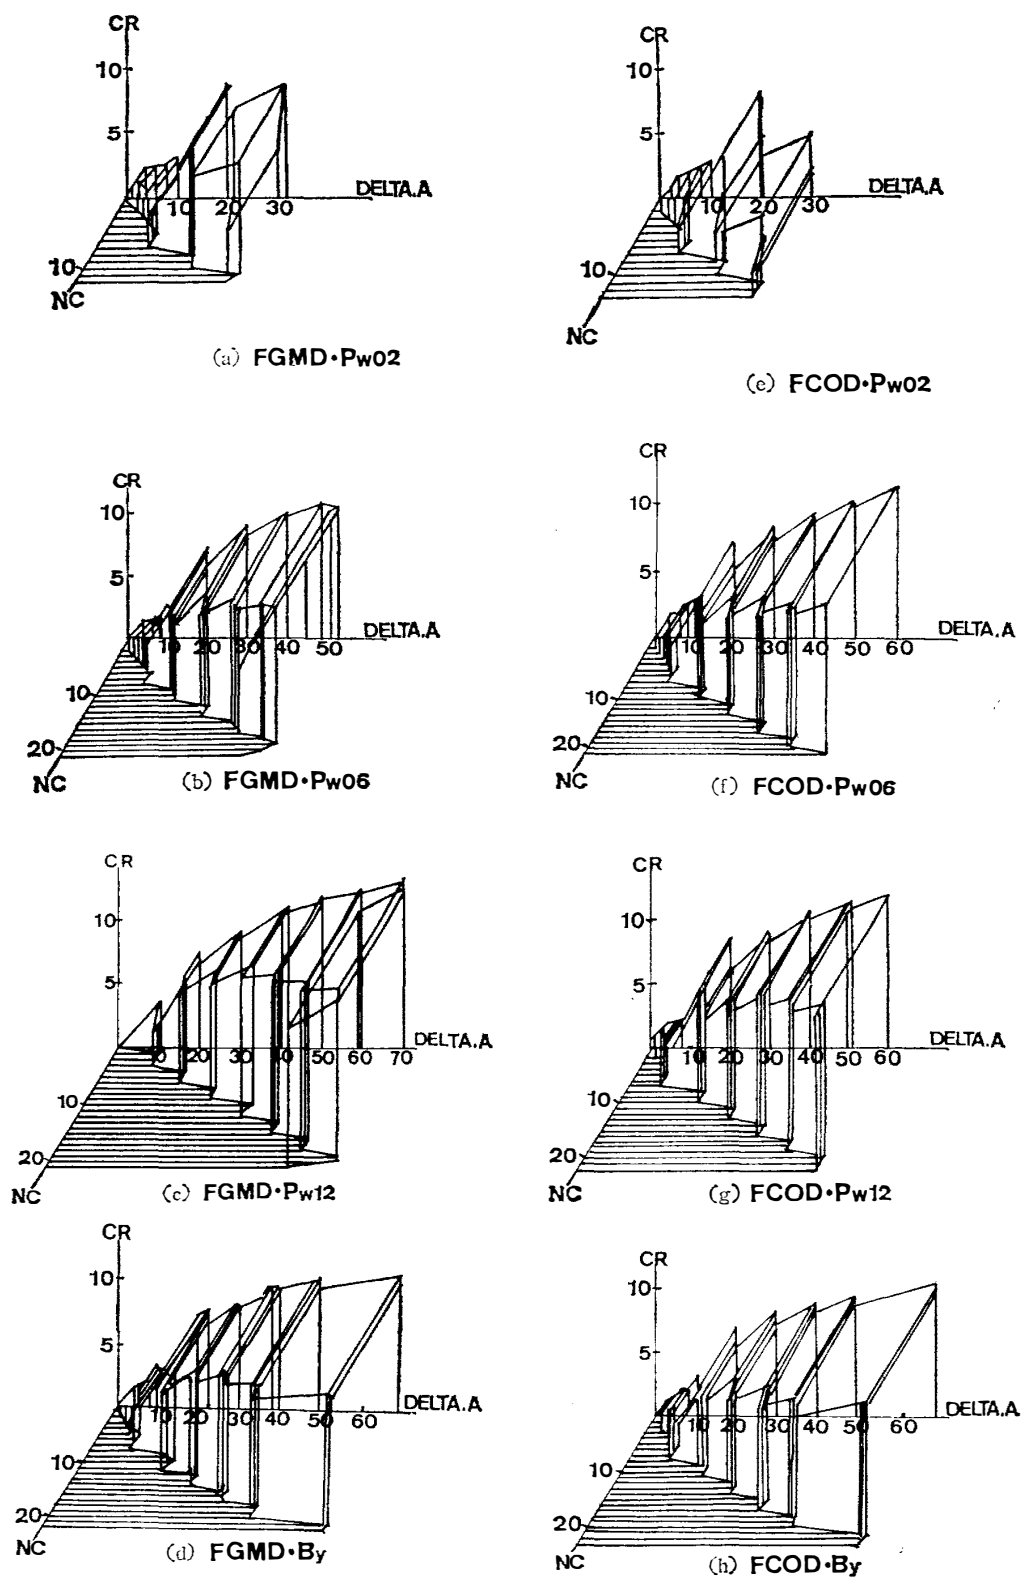 CR
10
5
DELTA.A
10 20 30
10
NC
(a) FGMD·Pw02
CR
10
5
DELTA.A
10 20 30
10
NC
(e) FCOD·Pw02
CR
10
5
DELTA.A
10 20 30 40 50
10
20
NC
(b) FGMD·Pw06
CR
10
5
DELTA.A
10 20 30 40 50 60
10
20
NC
(f) FCOD·Pw06
CR
10
5
DELTA.A
20 30 40 50 60 70
10
20
NC
(c) FGMD·Pw12
CR
10
5
DELTA.A
10 20 30 40 50 60
10
20
NC
(g) FCOD·Pw12
CR
10
5
DELTA.A
10 20 30 40 50 60
10
20
NC
(d) FGMD·By
CR
10
5
DELTA.A
10 20 30 40 50 60
10
20
NC
(h) FCOD·By